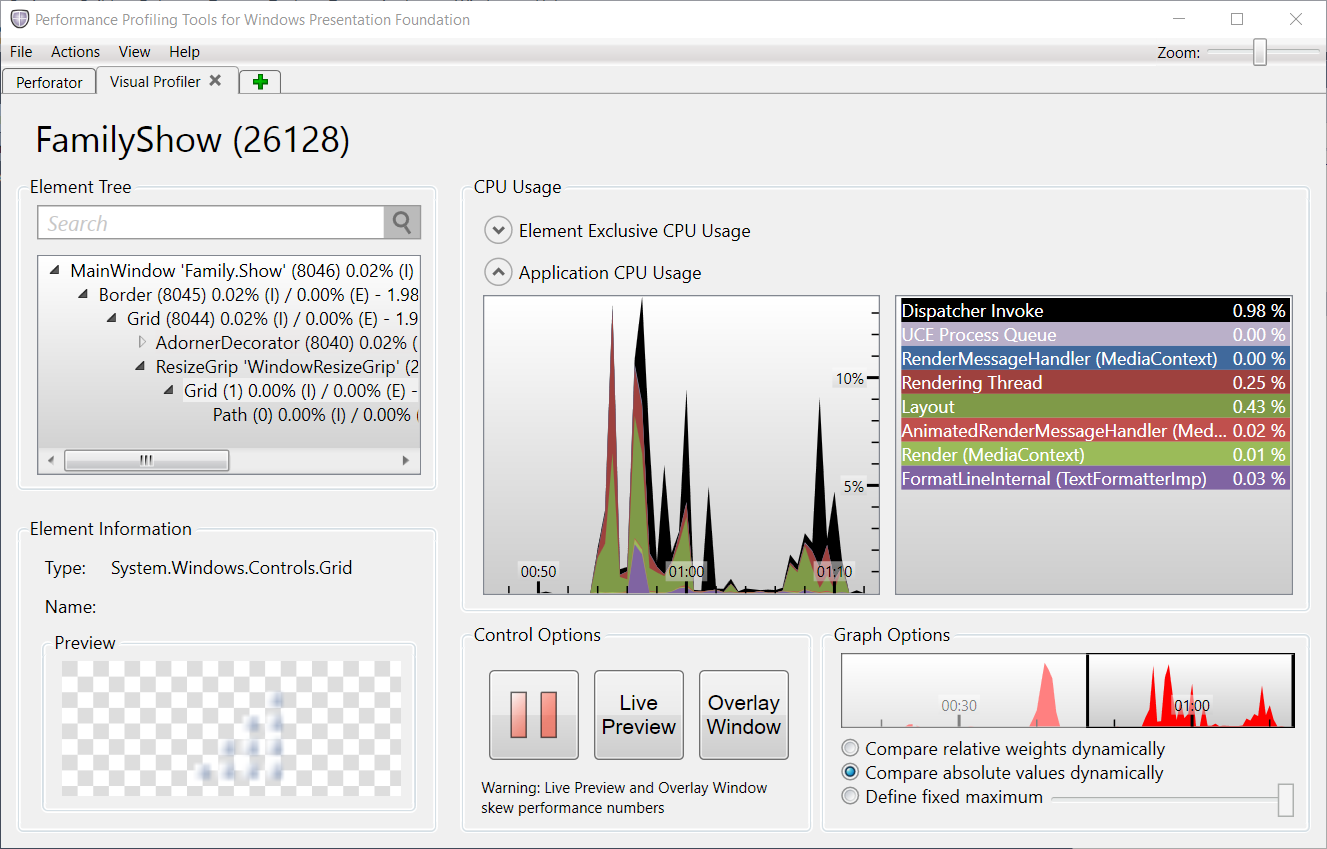 Performance Profiling Tools for Windows Presentation Foundation
File Actions View Help
Zoom:
Perforator
Visual Profiler
FamilyShow (26128)
Element Tree
Search
MainWindow 'Family.Show' (8046) 0.02% (I)
Border (8045) 0.02% (I) / 0.00% (E) - 1.98
Grid (8044) 0.02% (I) / 0.00% (E) - 1.9
AdornerDecorator (8040) 0.02% (
ResizeGrip 'WindowResizeGrip' (2
Grid (1) 0.00% (I) / 0.00% (E) -
Path (0) 0.00% (I) / 0.00% (
Element Information
Type: System.Windows.Controls.Grid
Name:
Preview
CPU Usage
Element Exclusive CPU Usage
Application CPU Usage
10%
5%
00:50 01:00 01:10
Dispatcher Invoke 0.98 %
UCE Process Queue 0.00 %
RenderMessageHandler (MediaContext) 0.00 %
Rendering Thread 0.25 %
Layout 0.43 %
AnimatedRenderMessageHandler (Med... 0.02 %
Render (MediaContext) 0.01 %
FormatLineInternal (TextFormatterImp) 0.03 %
Control Options
Live
Preview
Overlay
Window
Warning: Live Preview and Overlay Window
skew performance numbers
Graph Options
00:30 01:00
Compare relative weights dynamically
Compare absolute values dynamically
Define fixed maximum